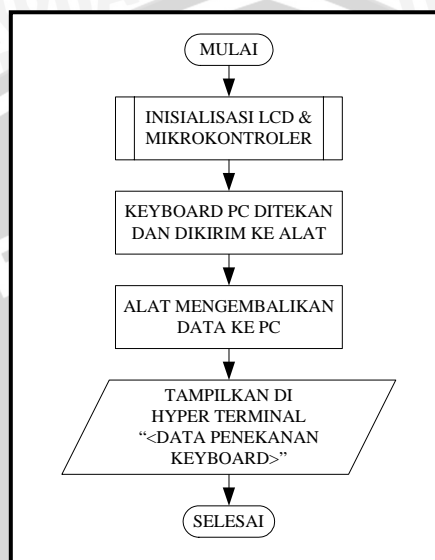 MULAI
INISIALISASI LCD &
MIKROKONTROLER
KEYBOARD PC DITEKAN
DAN DIKIRIM KE ALAT
ALAT MENGEMBALIKAN
DATA KE PC
TAMPILKAN DI
HYPER TERMINAL
“<DATA PENEKANAN
KEYBOARD>”
SELESAI